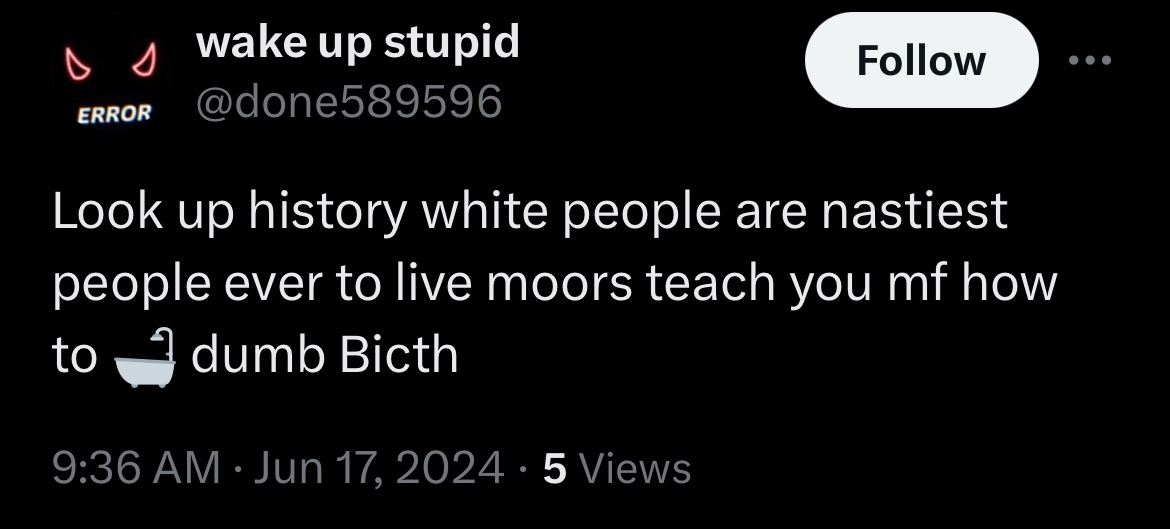 wake up stupid
Follow
@done589596
ERROR
Look up history white people are nastiest
people ever to live moors teach you mf how
to 🛁 dumb Bicth
9:36 AM · Jun 17, 2024 · 5 Views